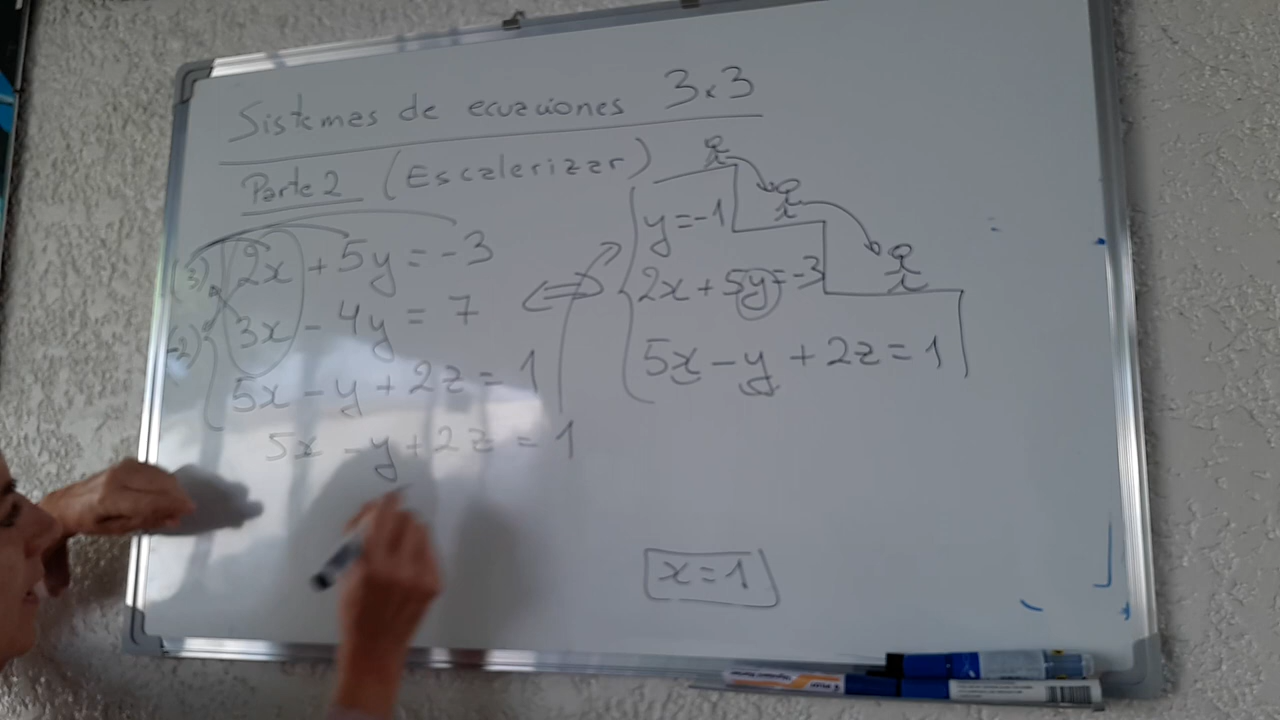 Sistemas de ecuaciones 3x3
Parte 2 (Escalerizar)
(3) 2x + 5y = -3
(-2) 3x - 4y = 7
5x - y + 2z = 1
5x - y + 2z = 1
⇔
y = -1
2x + 5y = -3
5x - y + 2z = 1
x = 1